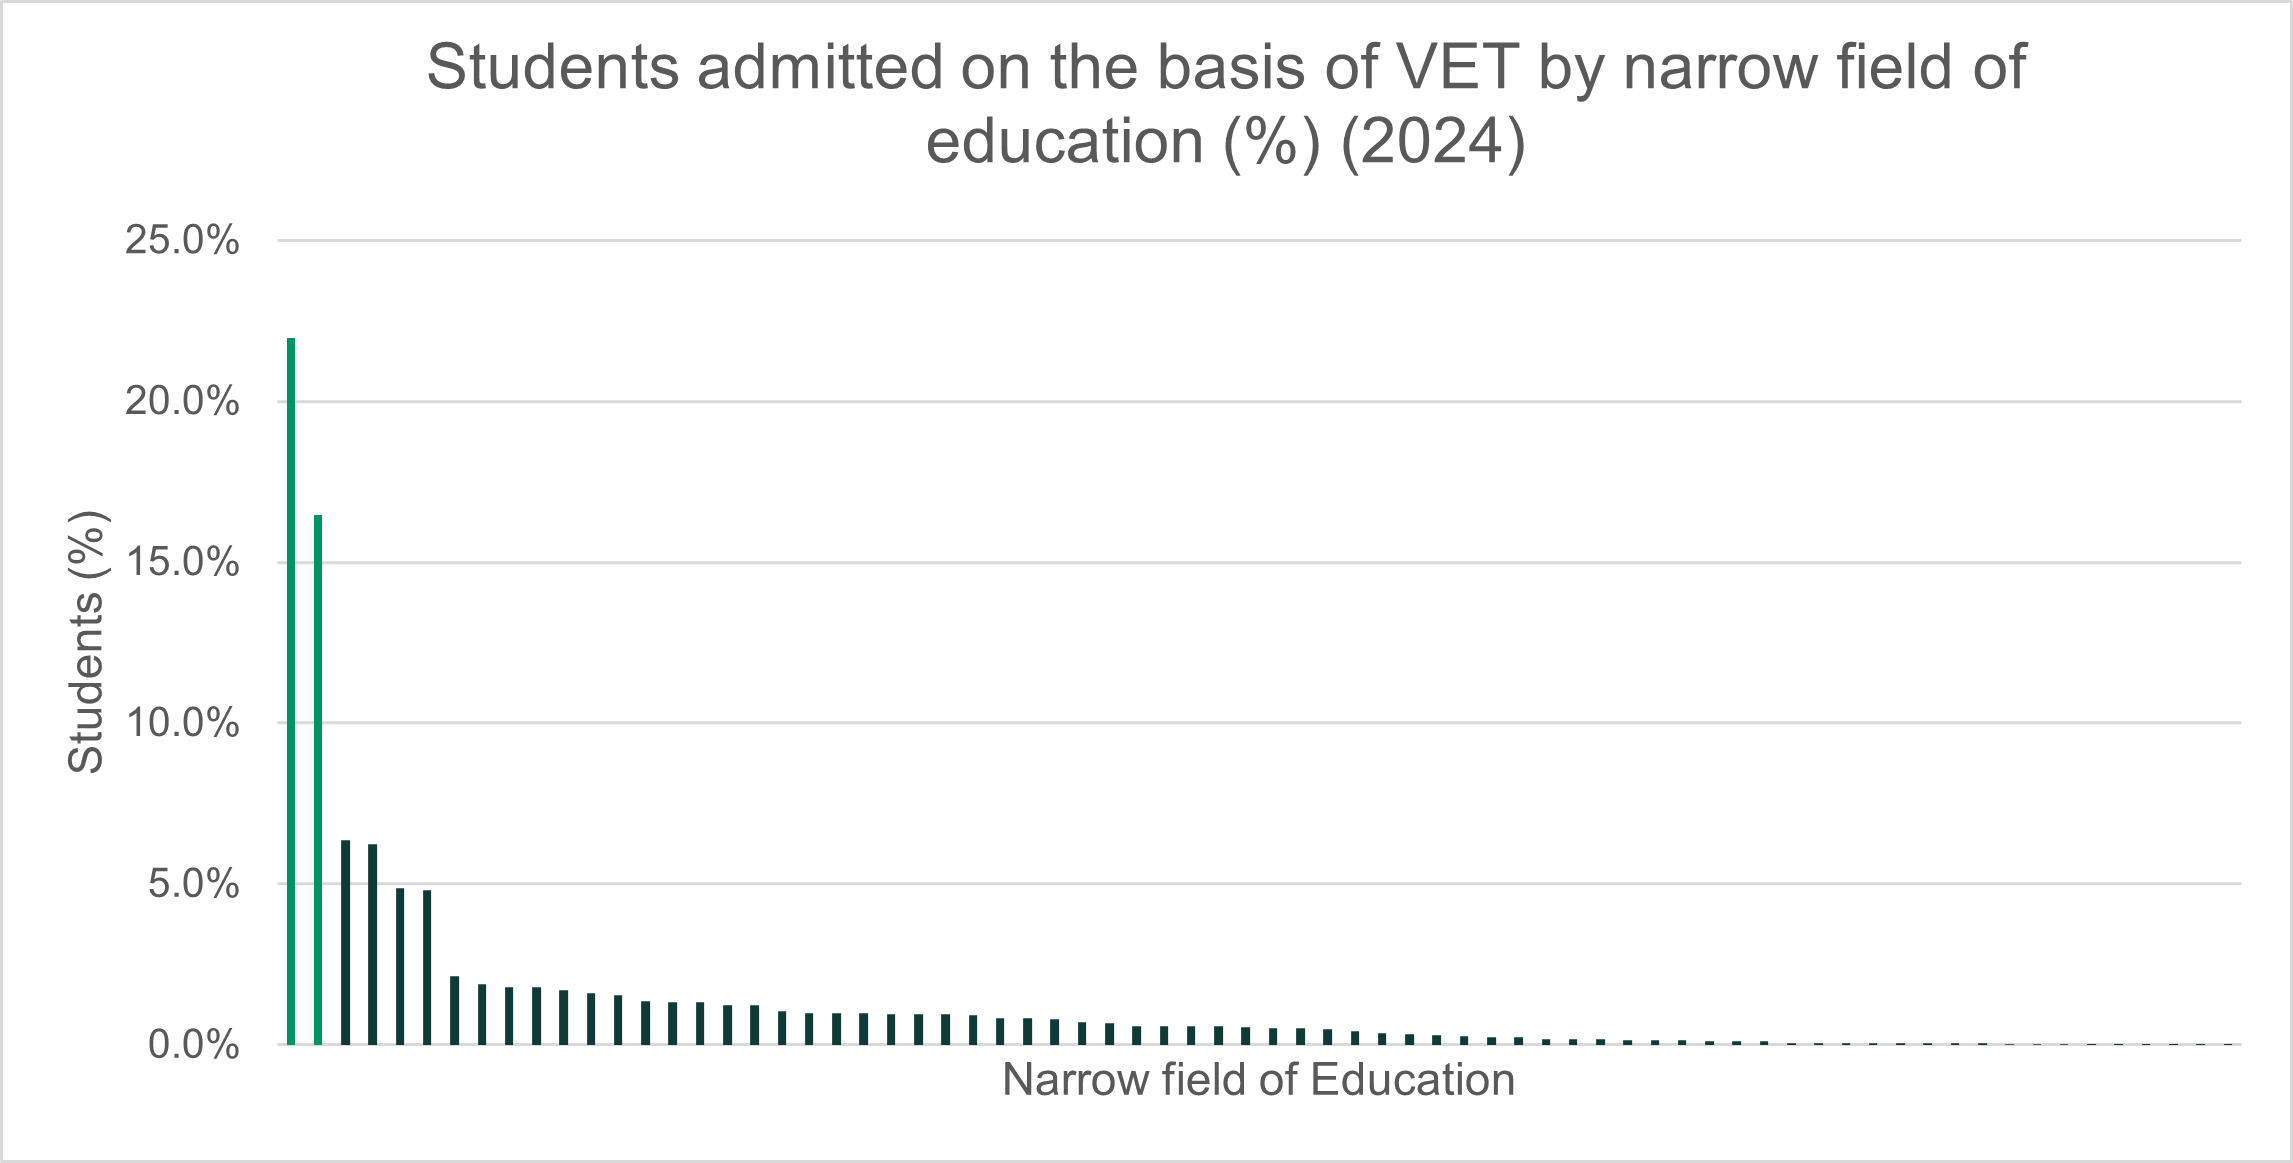 Students admitted on the basis of VET by narrow field of
education (%) (2024)
25.0%
20.0%
15.0%
10.0%
5.0%
0.0%
Students (%)
Narrow field of Education